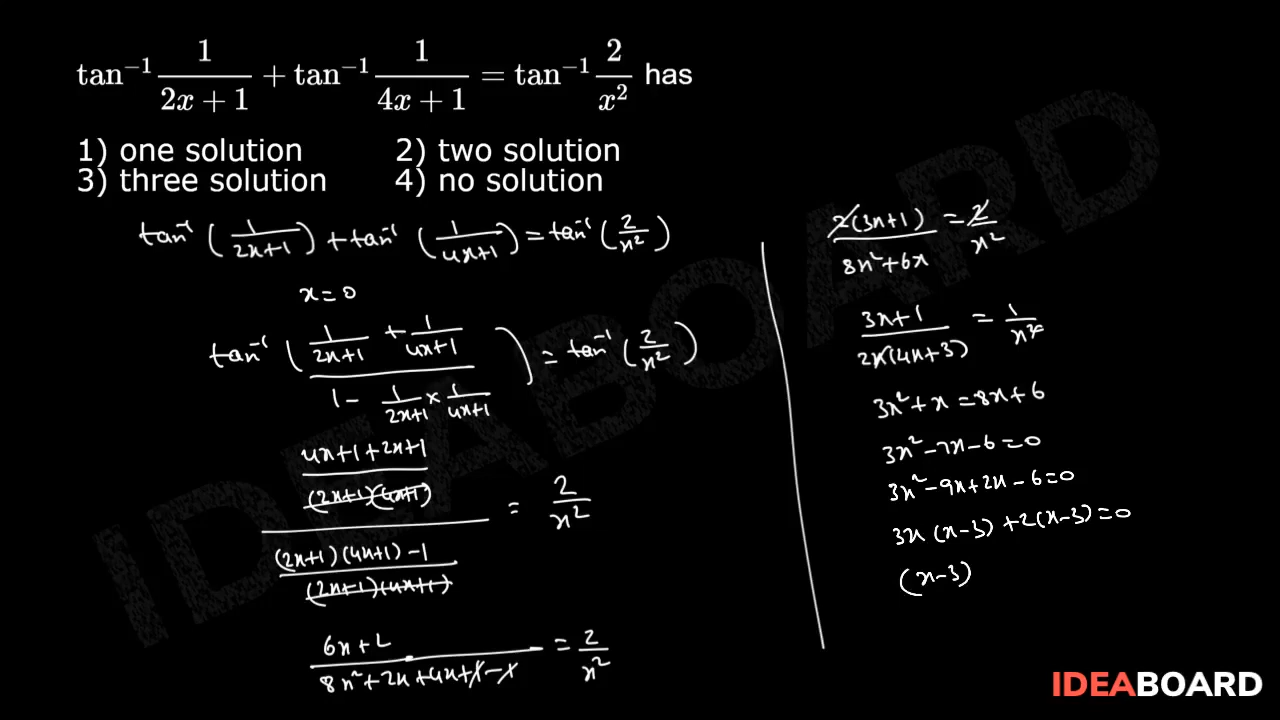 tan⁻¹ 1/(2x + 1) + tan⁻¹ 1/(4x + 1) = tan⁻¹ 2/x² has
1) one solution 2) two solution
3) three solution 4) no solution
tan⁻¹ (1/(2x+1)) + tan⁻¹ (1/(4x+1)) = tan⁻¹ (2/x²)
x = 0
tan⁻¹ ((1/(2x+1) + 1/(4x+1)) / (1 - 1/(2x+1) × 1/(4x+1))) = tan⁻¹ (2/x²)
((4x+1+2x+1) / ((2x+1)(4x+1))) / (((2x+1)(4x+1) - 1) / ((2x+1)(4x+1))) = 2/x²
(6x+2) / (8x²+2x+4x+1-1) = 2/x²
2(3x+1) / (8x²+6x) = 2/x²
(3x+1) / (2x(4x+3)) = 1/x²
3x²+x = 8x+6
3x²-7x-6=0
3x²-9x+2x-6=0
3x(x-3)+2(x-3)=0
(x-3)
IDEABOARD
IDEABOARD